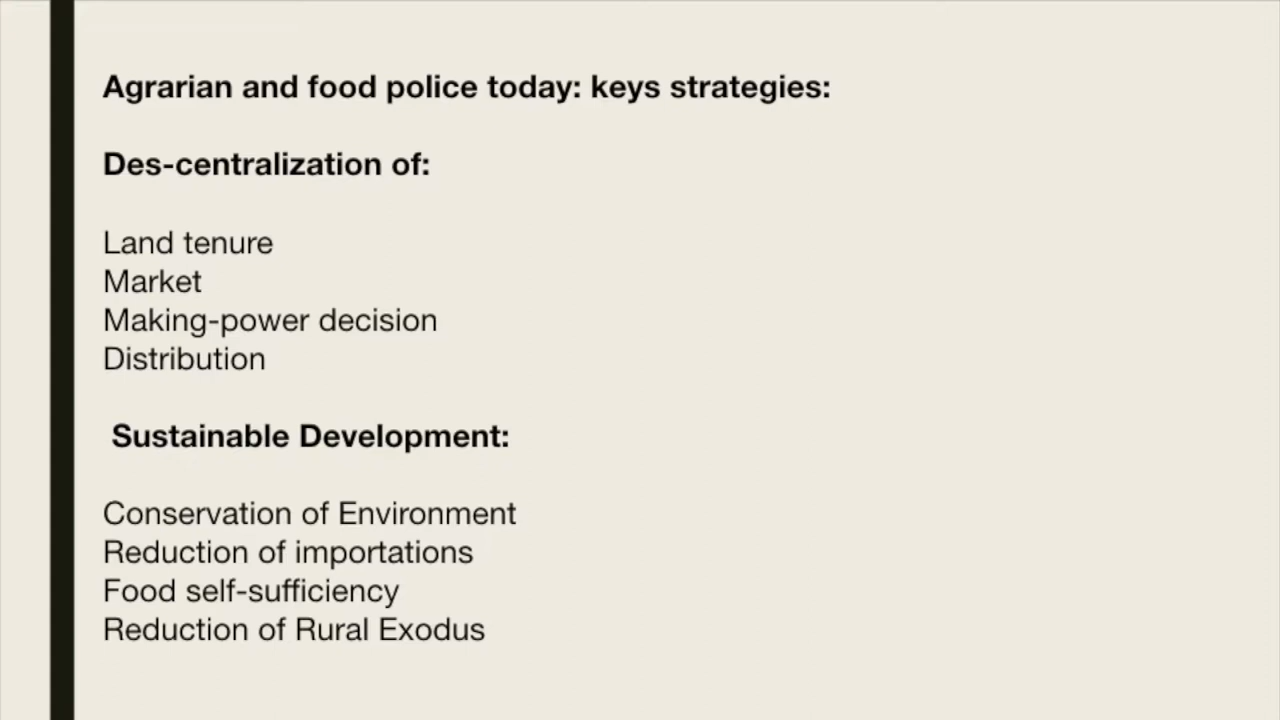 Agrarian and food police today: keys strategies:
Des-centralization of:
Land tenure
Market
Making-power decision
Distribution
Sustainable Development:
Conservation of Environment
Reduction of importations
Food self-sufficiency
Reduction of Rural Exodus